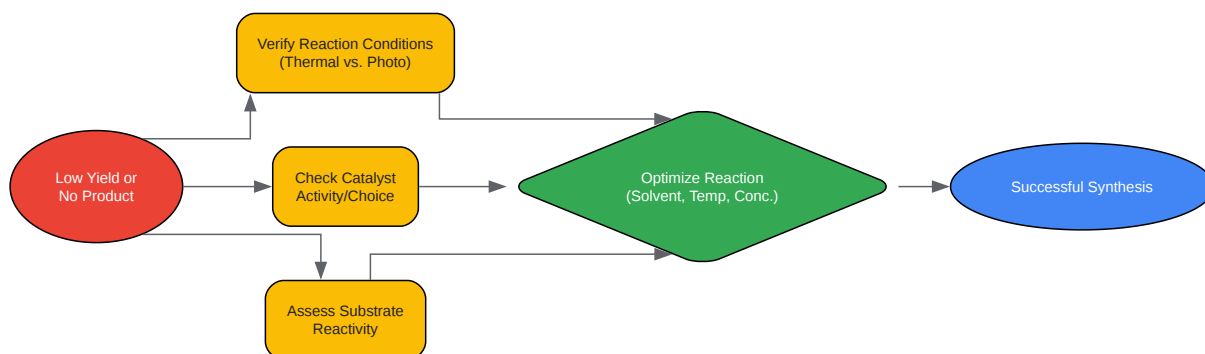 Verify Reaction Conditions
(Thermal vs. Photo)
Low Yield or
No Product
Check Catalyst
Activity/Choice
Optimize Reaction
(Solvent, Temp, Conc.)
Successful Synthesis
Assess Substrate
Reactivity